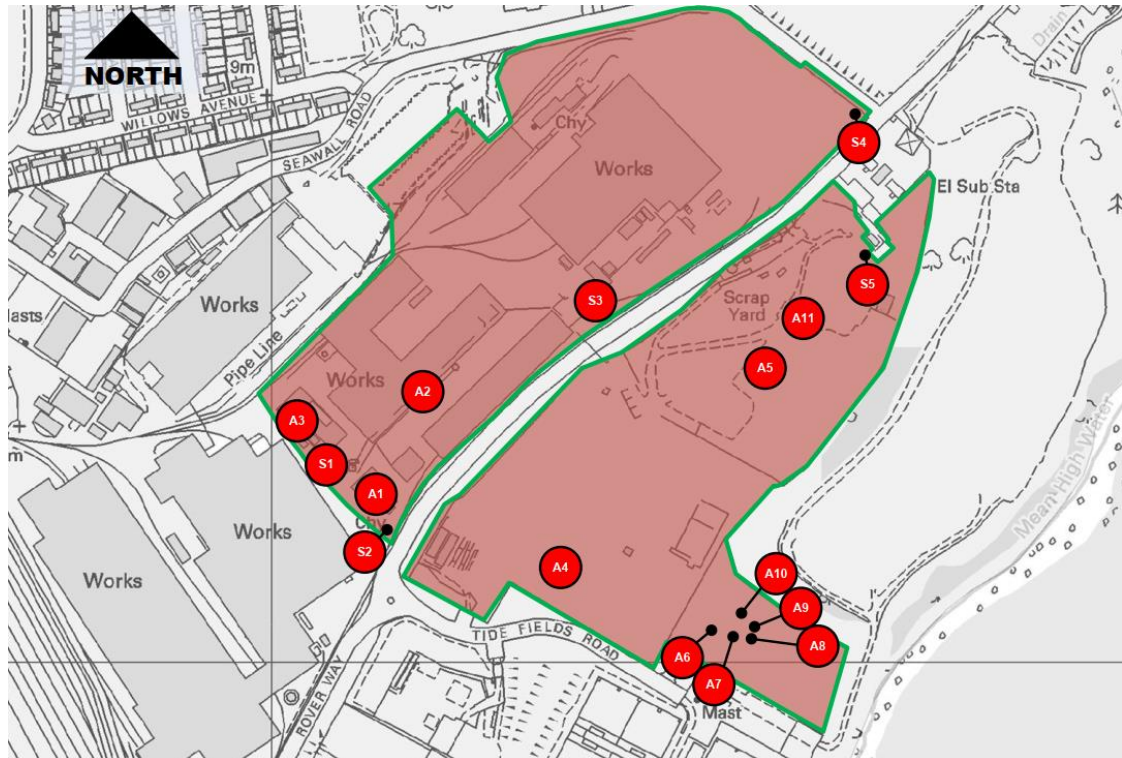 NORTH
9m
WILLOWS AVENUE
SEAWALL ROAD
Chy
Works
Drain
S4
El Sub Sta
S3
S5
Scrap
Yard
A11
Works
Pipe Line
A5
Works
A2
A3
m
S1
A1
Chy
Works
S2
Works
A4
A10
A9
A8
A6
A7
Mast
TIDE FIELDS ROAD
ROVER WAY
Mean High Water